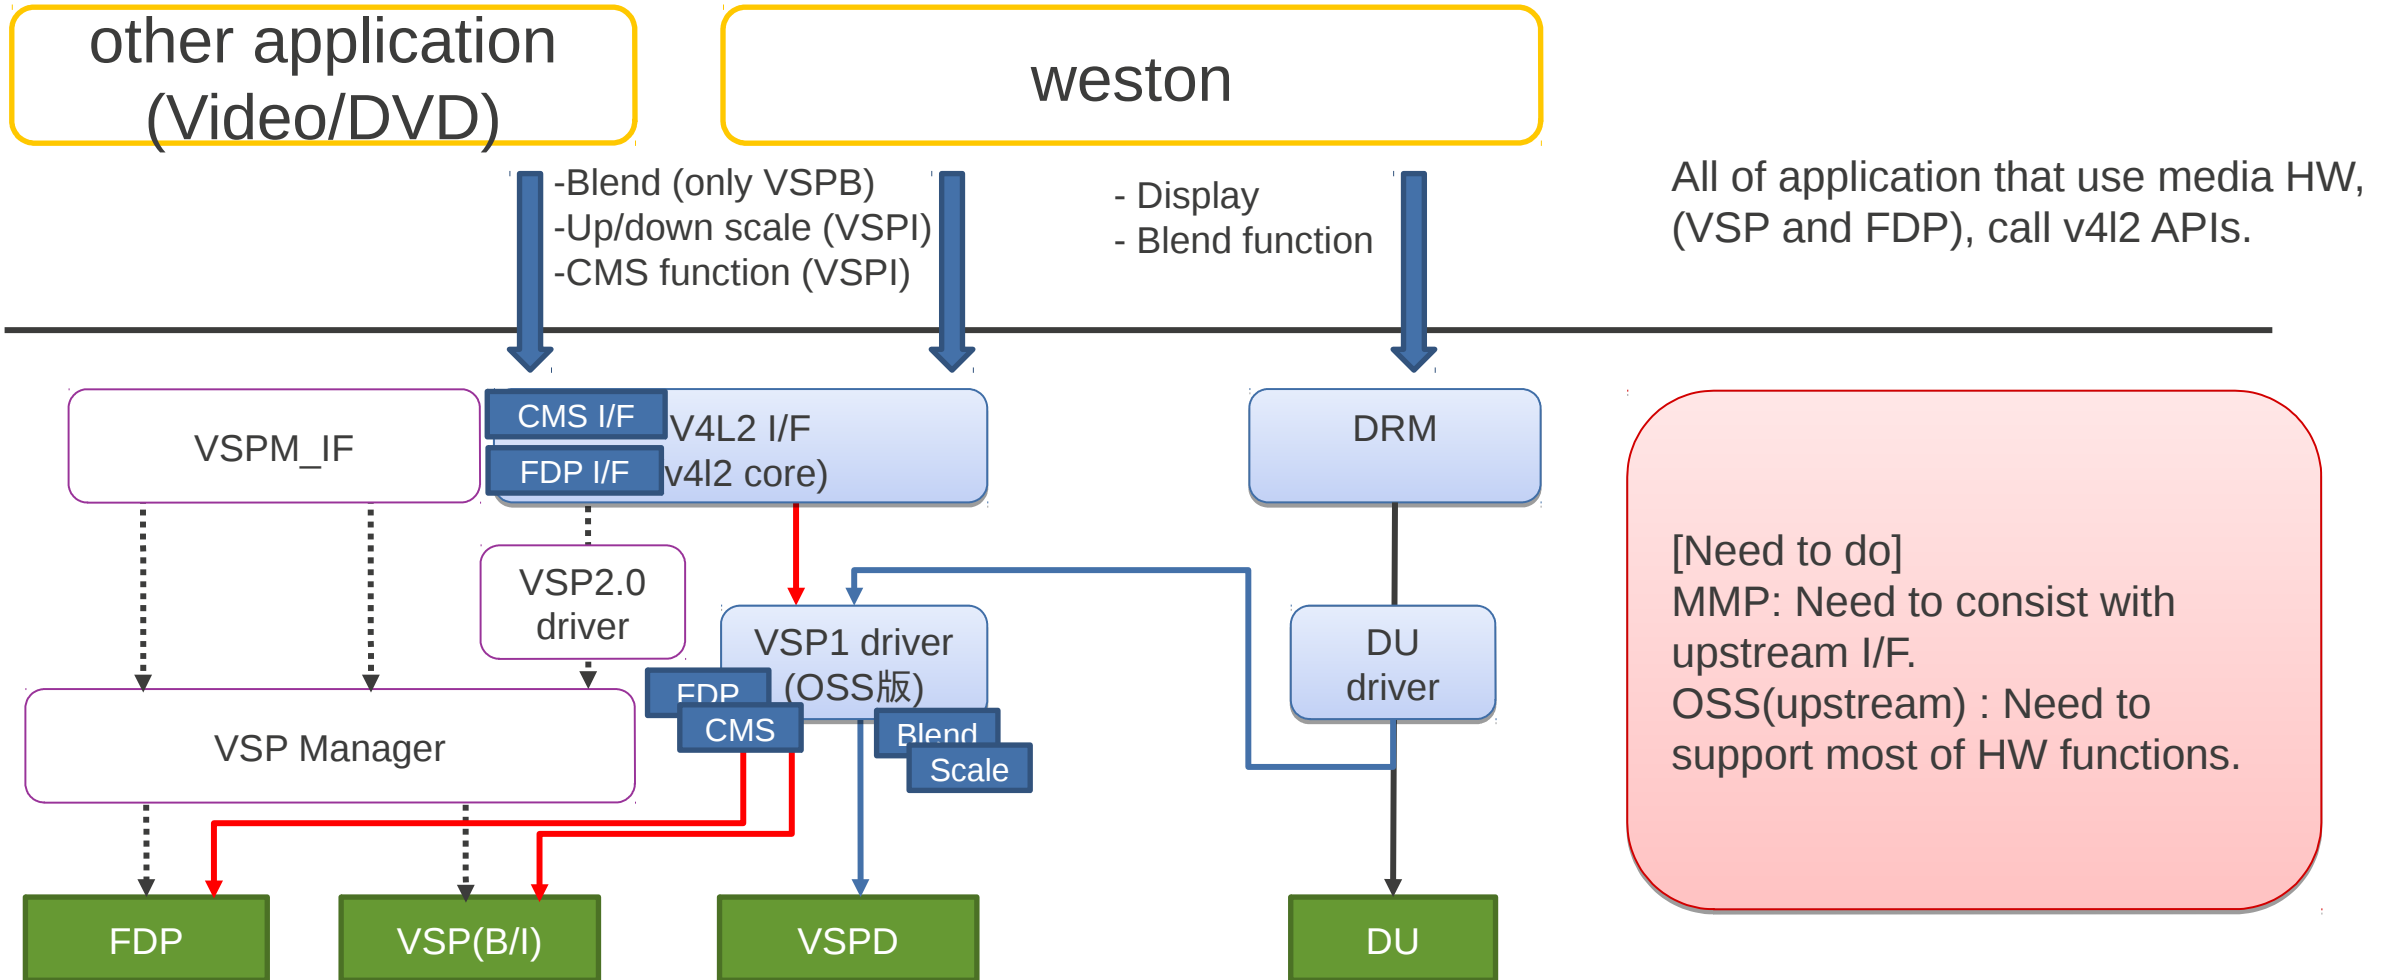 other application
(Video/DVD)
weston
-Blend (only VSPB)
-Up/down scale (VSPI)
-CMS function (VSPI)
- Display
- Blend function
All of application that use media HW,
(VSP and FDP), call v4l2 APIs.
VSPM_IF
CMS I/F
FDP I/F
V4L2 I/F
v4l2 core)
DRM
VSP2.0
driver
VSP1 driver
(OSS版)
FDP
CMS
Blend
Scale
DU
driver
VSP Manager
[Need to do]
MMP: Need to consist with
upstream I/F.
OSS(upstream) : Need to
support most of HW functions.
FDP
VSP(B/I)
VSPD
DU